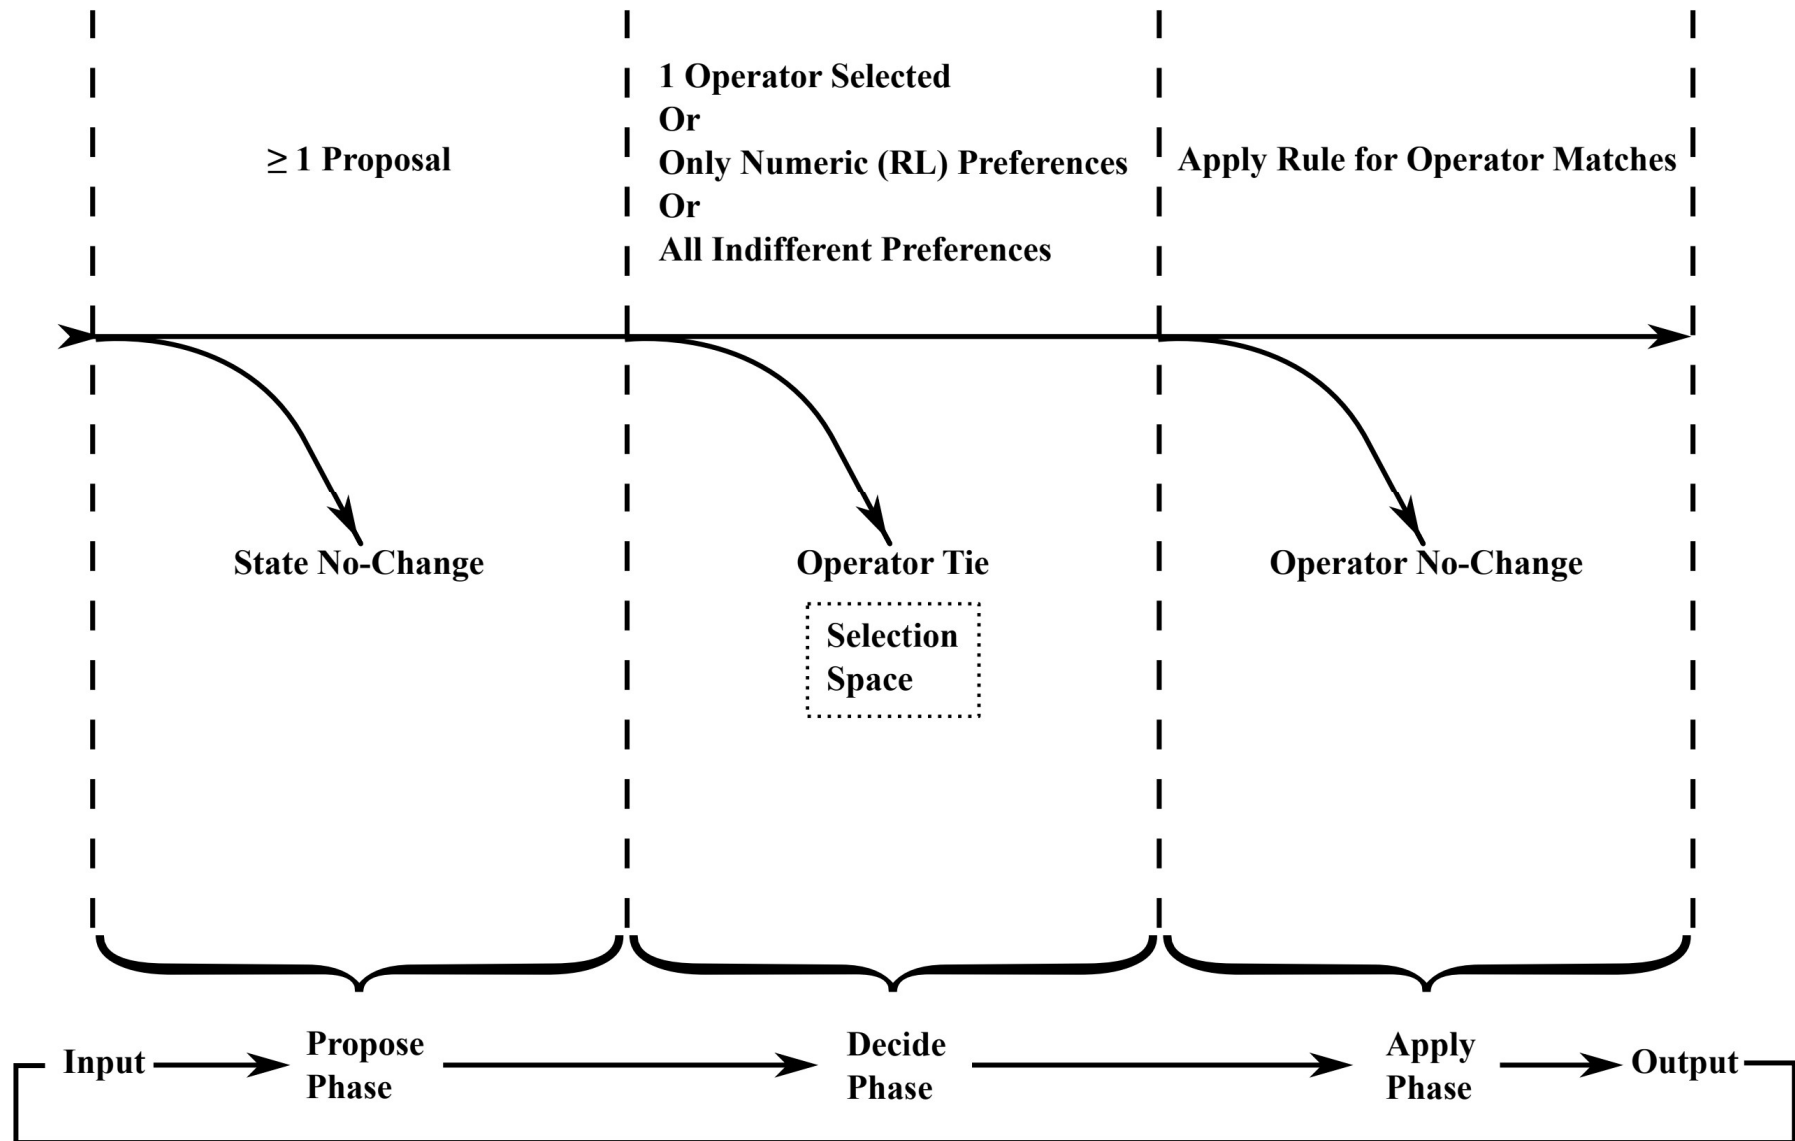 ≥ 1 Proposal
1 Operator Selected
Or
Only Numeric (RL) Preferences
Or
All Indifferent Preferences
Apply Rule for Operator Matches
State No-Change
Operator Tie
Selection
Space
Operator No-Change
Input
Propose
Phase
Decide
Phase
Apply
Phase
Output